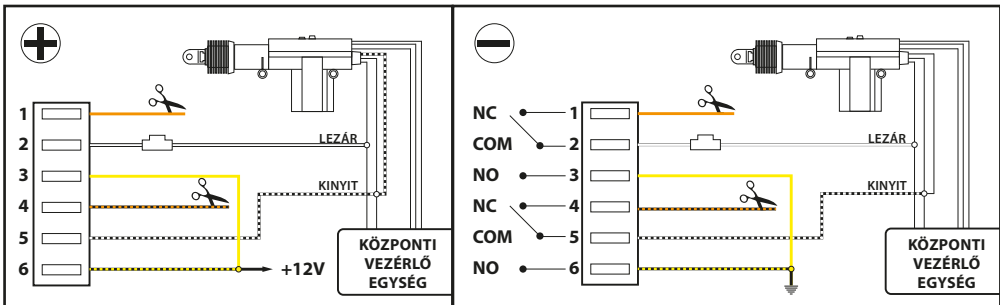 1
2 LEZÁR
3
KINYIT
4
5
6 +12V
KÖZPONTI
VEZÉRLŐ
EGYSÉG
NC 1
COM 2 LEZÁR
NO 3
KINYIT
NC 4
COM 5
NO 6
KÖZPONTI
VEZÉRLŐ
EGYSÉG